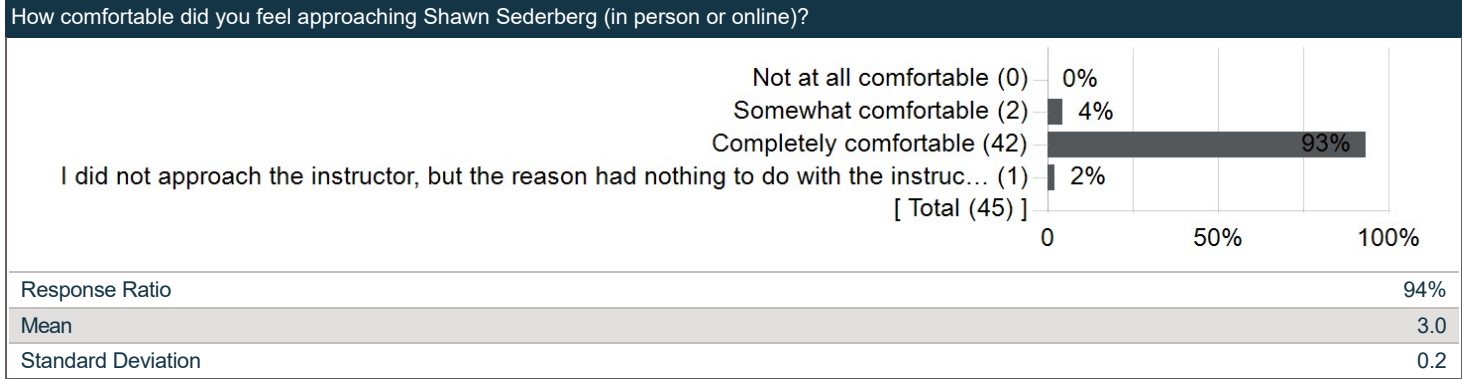 How comfortable did you feel approaching Shawn Sederberg (in person or online)?
Not at all comfortable (0) 0%
Somewhat comfortable (2) 4%
Completely comfortable (42) 93%
I did not approach the instructor, but the reason had nothing to do with the instruc... (1) 2%
[ Total (45) ]
0 50% 100%
Response Ratio 94%
Mean 3.0
Standard Deviation 0.2